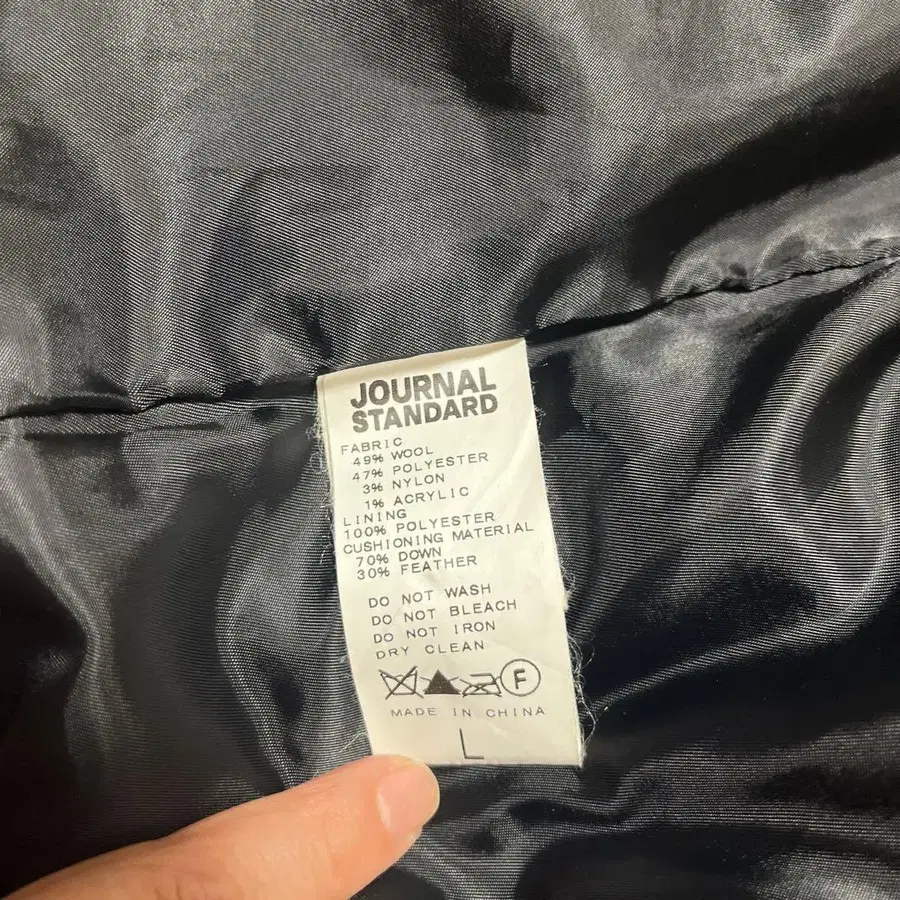 JOURNAL
STANDARD
FABRIC
49% WOOL
47% POLYESTER
3% NYLON
1% ACRYLIC
LINING
100% POLYESTER
CUSHIONING MATERIAL
70% DOWN
30% FEATHER
DO NOT WASH
DO NOT BLEACH
DO NOT IRON
DRY CLEAN
F
MADE IN CHINA
L